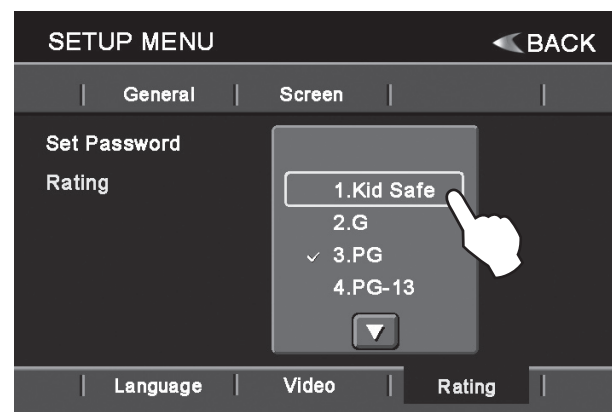 SETUP MENU BACK
General Screen
Set Password
Rating
1.Kid Safe
2.G
3.PG
4.PG-13
Language Video Rating